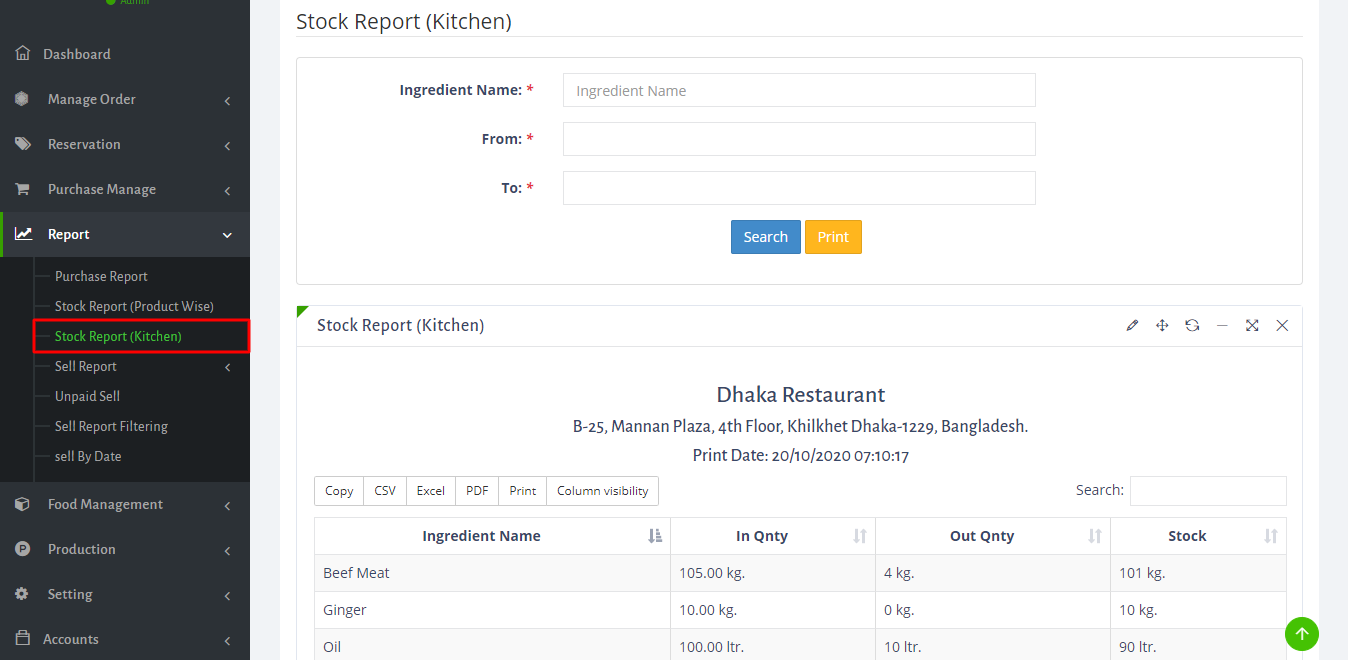 Admin
Dashboard
Manage Order
Reservation
Purchase Manage
Report
Purchase Report
Stock Report (Product Wise)
Stock Report (Kitchen)
Sell Report
Unpaid Sell
Sell Report Filtering
sell By Date
Food Management
P Production
Setting
Accounts
Stock Report (Kitchen)
Ingredient Name: * Ingredient Name
From: *
To: *
Search Print
Stock Report (Kitchen)
Dhaka Restaurant
B-25, Mannan Plaza, 4th Floor, Khilkhet Dhaka-1229, Bangladesh.
Print Date: 20/10/2020 07:10:17
Copy CSV Excel PDF Print Column visibility Search:
Ingredient Name In Qnty Out Qnty Stock
Beef Meat 105.00 kg. 4 kg. 101 kg.
Ginger 10.00 kg. 0 kg. 10 kg.
Oil 100.00 ltr. 10 ltr. 90 ltr.